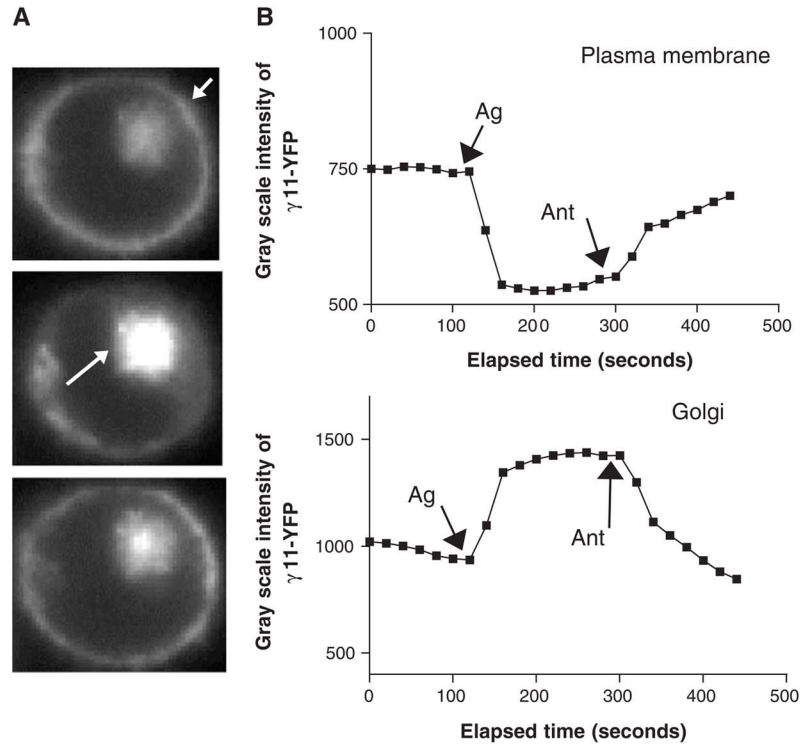 A
B
Gray scale intensity of
γ11-YFP
1000
750
500
Plasma membrane
Ag
Ant
0
100
200
300
400
500
Elapsed time (seconds)
Gray scale intensity of
γ11-YFP
1500
1000
500
Golgi
Ag
Ant
0
100
200
300
400
500
Elapsed time (seconds)